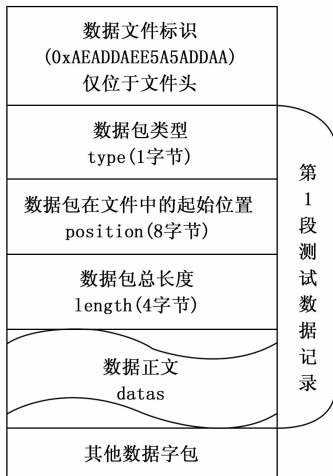 数据文件标识
(0xAEADDAEE5A5ADDAA)
仅位于文件头
数据包类型
type(1字节)
数据包在文件中的起始位置
position(8字节)
数据包总长度
length(4字节)
数据正文
datas
其他数据字包
第1段测试数据记录